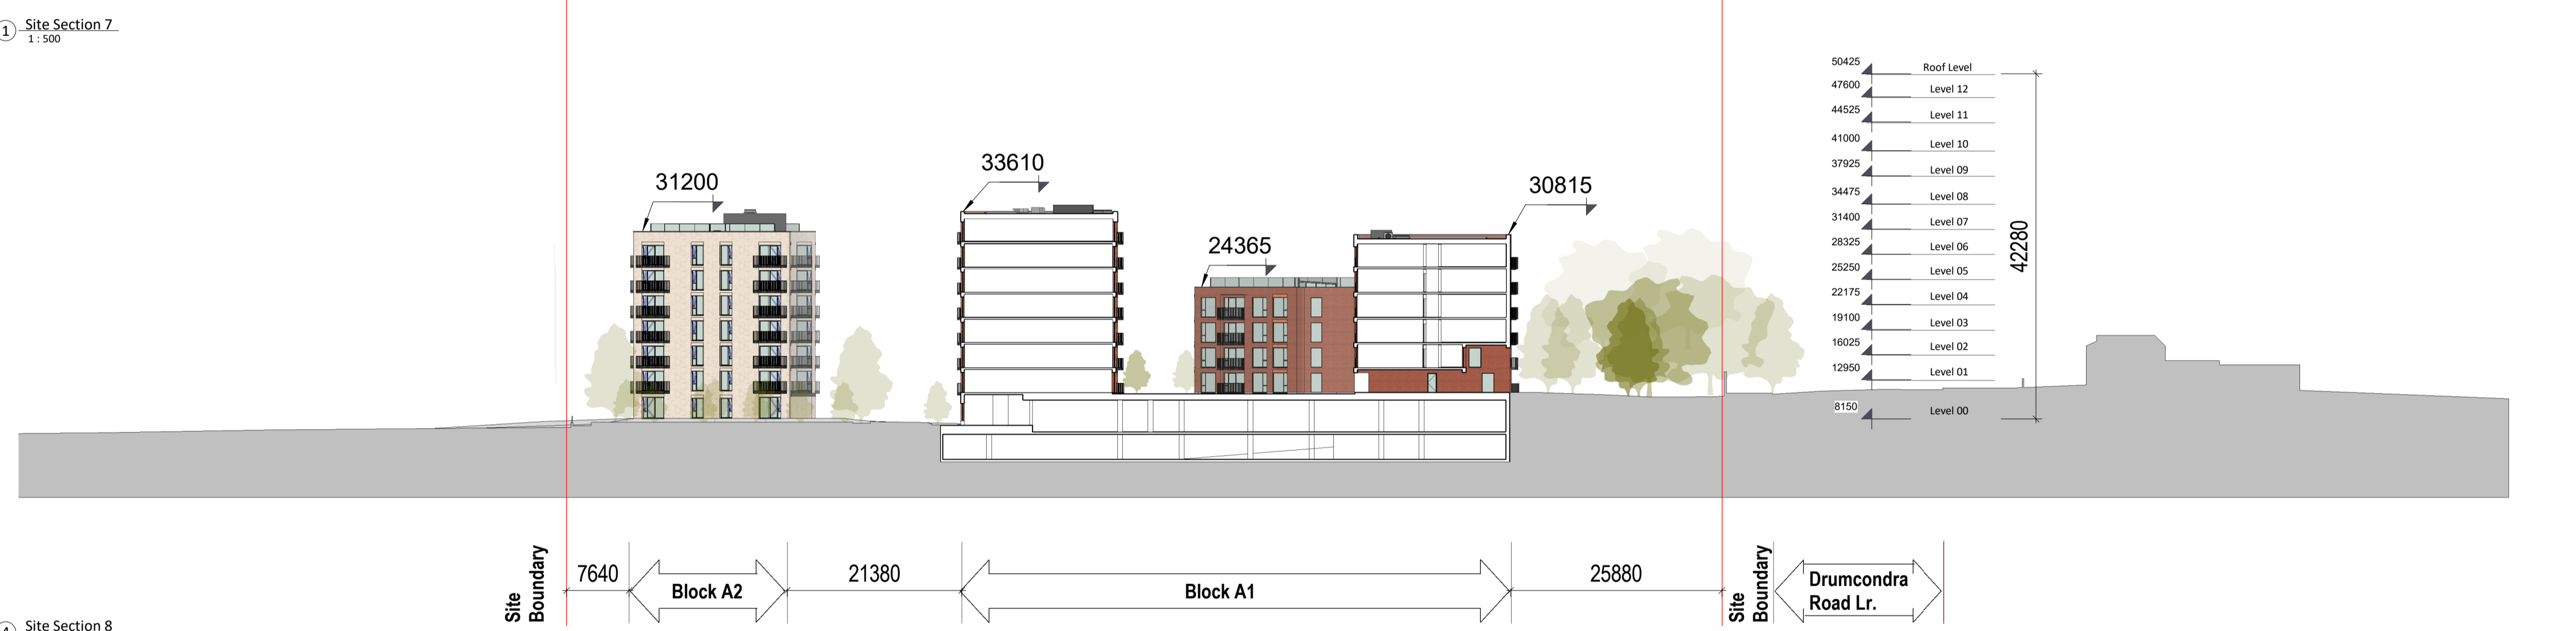 1 Site Section 7
1 : 500
31200
33610
24365
30815
50425 Roof Level
47600 Level 12
44525 Level 11
41000 Level 10
37925 Level 09
34475 Level 08
31400 Level 07
28325 Level 06
25250 Level 05
22175 Level 04
19100 Level 03
16025 Level 02
12950 Level 01
8150 Level 00
42280
Site
Boundary
7640
Block A2
21380
Block A1
25880
Site
Boundary
Drumcondra
Road Lr.
Site Section 8